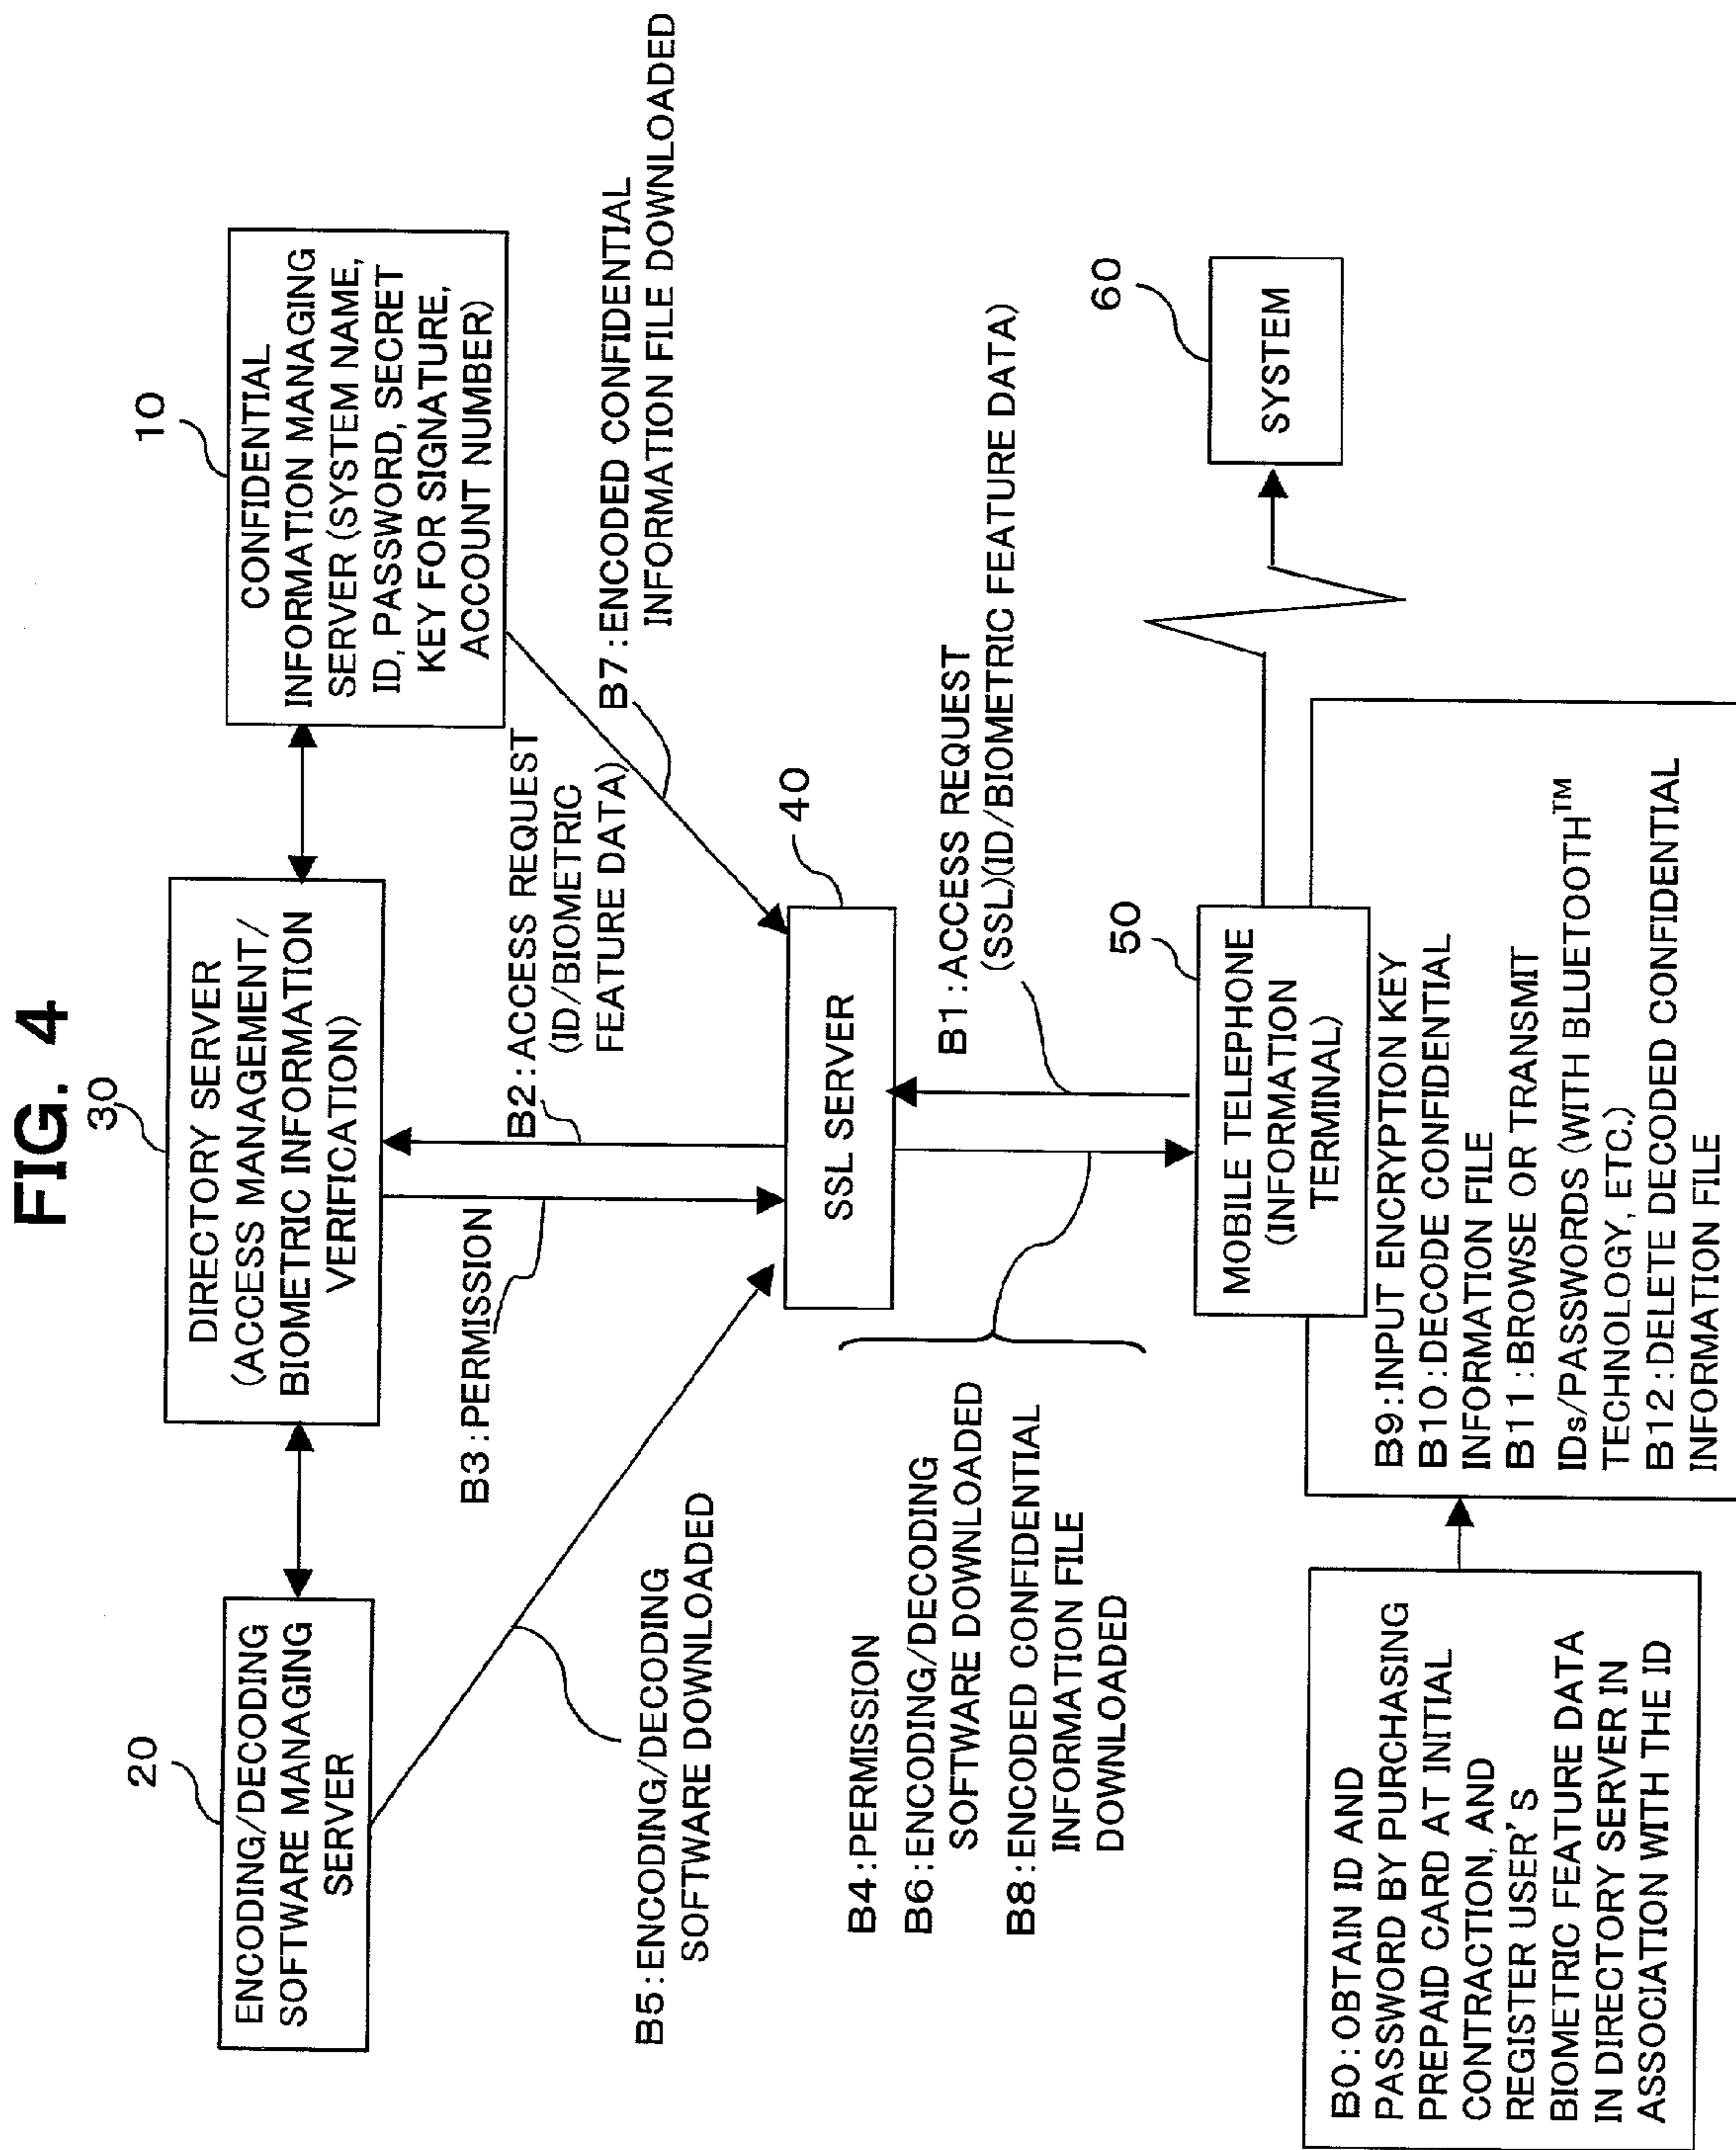 FIG. 4
20
ENCODING/DECODING
SOFTWARE MANAGING
SERVER
30
DIRECTORY SERVER
(ACCESS MANAGEMENT/
BIOMETRIC INFORMATION
VERIFICATION)
10
CONFIDENTIAL
INFORMATION MANAGING
SERVER (SYSTEM NAME,
ID, PASSWORD, SECRET
KEY FOR SIGNATURE,
ACCOUNT NUMBER)
B3:PERMISSION
B2:ACCESS REQUEST
(ID/BIOMETRIC
FEATURE DATA)
B7:ENCODED CONFIDENTIAL
INFORMATION FILE DOWNLOADED
B5:ENCODING/DECODING
SOFTWARE DOWNLOADED
40
SSL SERVER
B4:PERMISSION
B6:ENCODING/DECODING
SOFTWARE DOWNLOADED
B8:ENCODED CONFIDENTIAL
INFORMATION FILE
DOWNLOADED
B1:ACCESS REQUEST
(SSL)(ID/BIOMETRIC FEATURE DATA)
50
MOBILE TELEPHONE
(INFORMATION
TERMINAL)
60
SYSTEM
B0:OBTAIN ID AND
PASSWORD BY PURCHASING
PREPAID CARD AT INITIAL
CONTRACTION, AND
REGISTER USER'S
BIOMETRIC FEATURE DATA
IN DIRECTORY SERVER IN
ASSOCIATION WITH THE ID
B9:INPUT ENCRYPTION KEY
B10:DECODE CONFIDENTIAL
INFORMATION FILE
B11:BROWSE OR TRANSMIT
IDs/PASSWORDS (WITH BLUETOOTH™
TECHNOLOGY, ETC.)
B12:DELETE DECODED CONFIDENTIAL
INFORMATION FILE